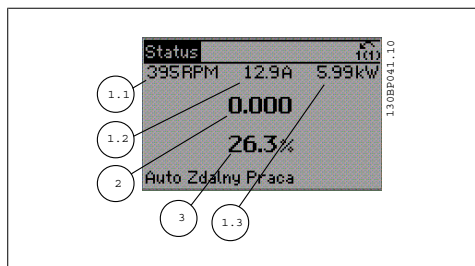 Status 1(1)
395RPM 12.9A 5.99kW
0.000
26.3%
Auto Zdalny Praca
1.1
1.2
2
3
1.3
130BP041.10